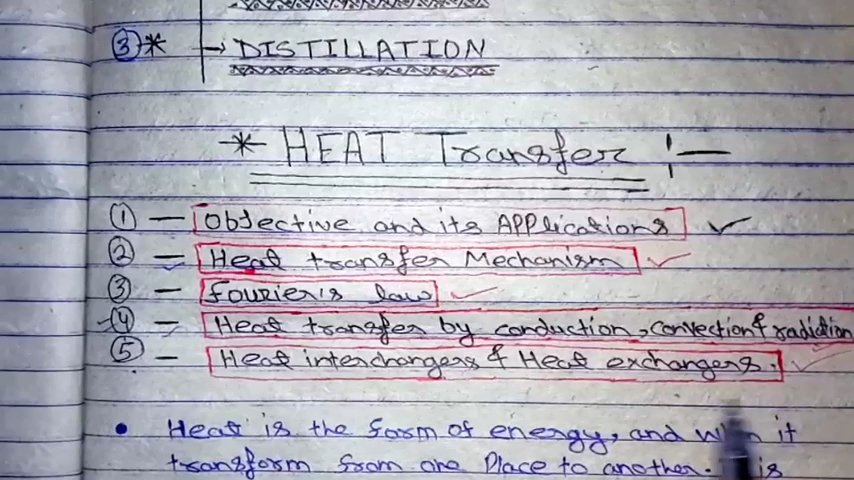 ③* → DISTILLATION
* HEAT Transfer :-
① - Objective and its Applications ✓
② - Heat transfer Mechanism ✓
③ - fourier's law ✓
④ - Heat transfer by conduction, convection & radiation
⑤ - Heat interchangers & Heat exchangers. ✓
• Heat is the form of energy, and when it
transform from one Place to another. is